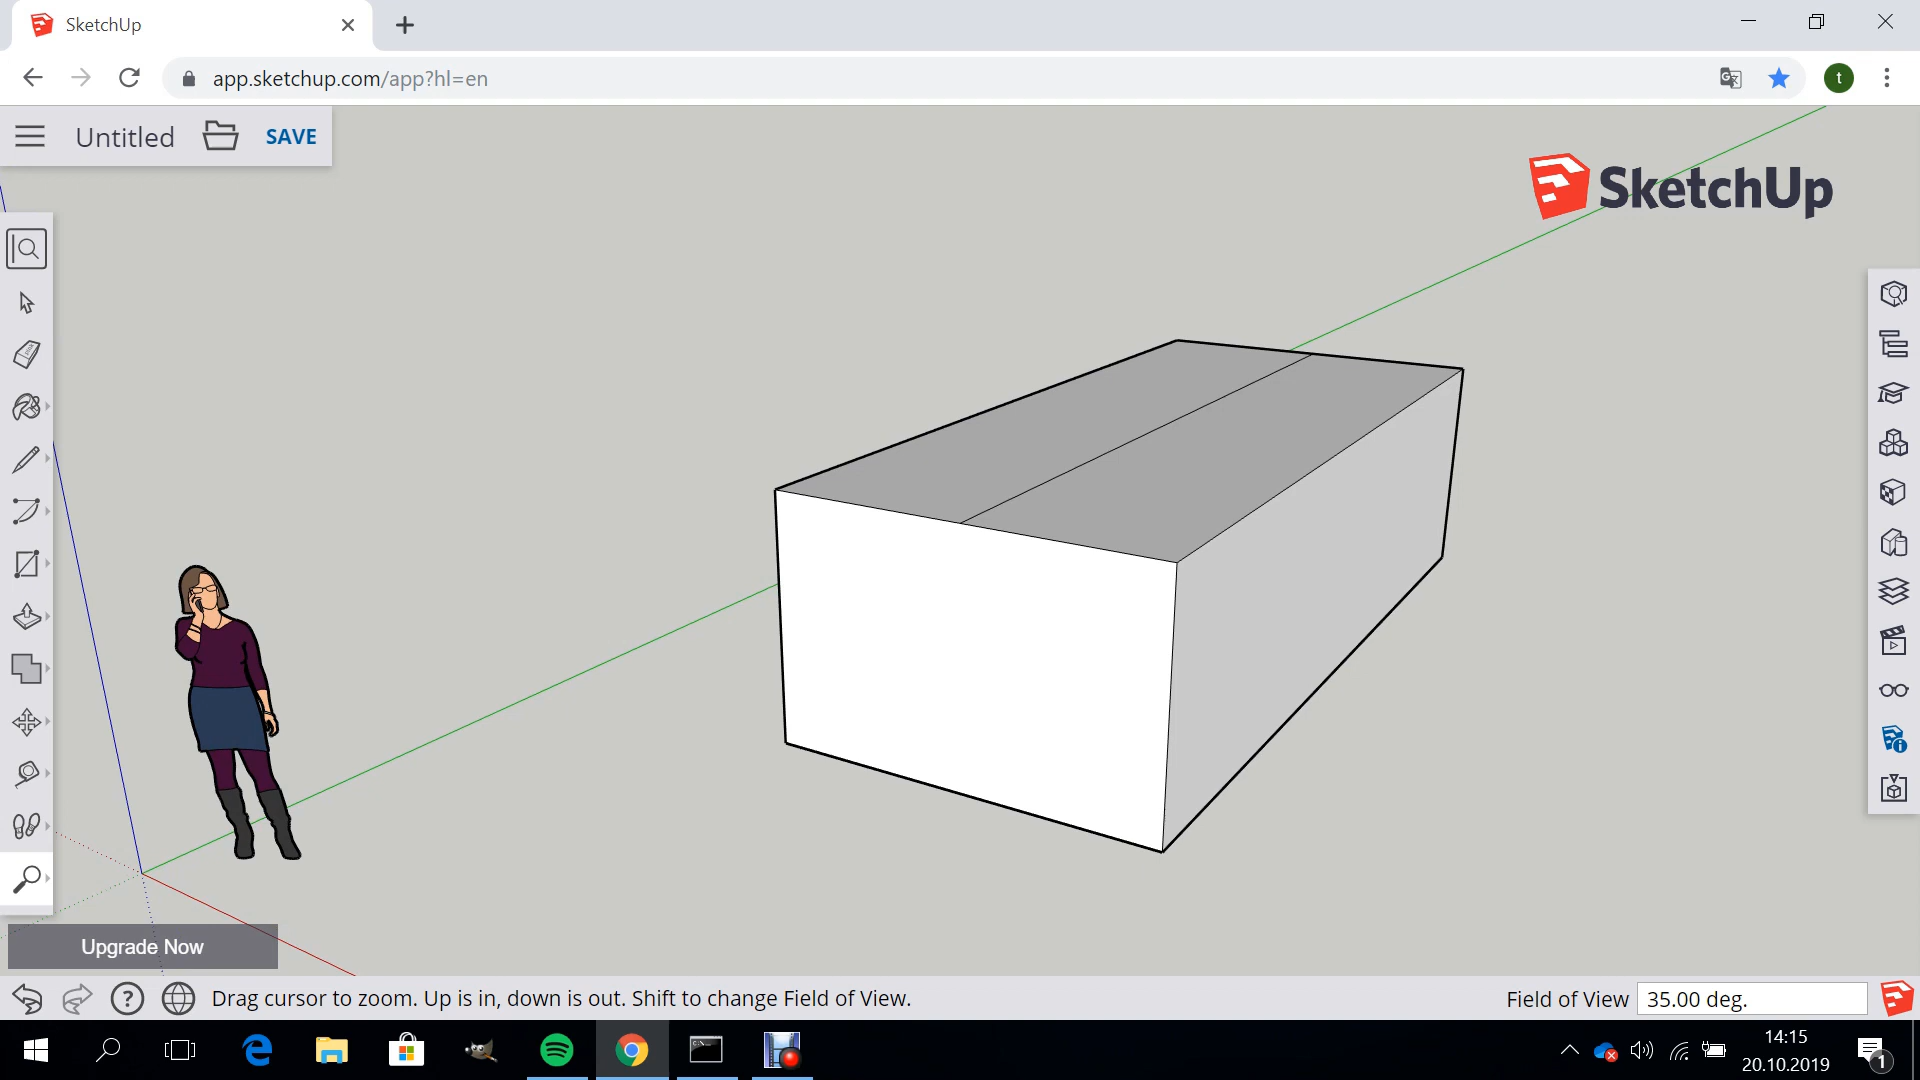 SketchUp
app.sketchup.com/app?hl=en
t
Untitled
SAVE
SketchUp
Upgrade Now
Drag cursor to zoom. Up is in, down is out. Shift to change Field of View.
Field of View
35.00 deg.
14:15
20.10.2019
1